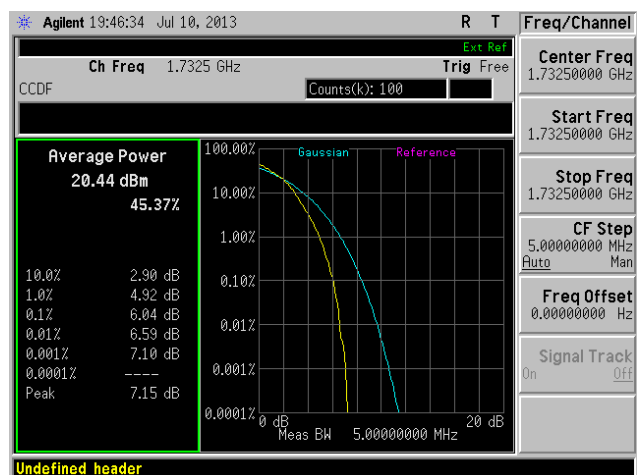 Agilent 19:46:34 Jul 10, 2013 R T Freq/Channel
Ext Ref
Ch Freq 1.7325 GHz Trig Free
CCDF Counts(k): 100
Center Freq
1.73250000 GHz
Start Freq
1.73250000 GHz
Stop Freq
1.73250000 GHz
CF Step
5.00000000 MHz
Auto Man
Freq Offset
0.00000000 Hz
Signal Track
On Off
Average Power
20.44 dBm
45.37%
10.0% 2.90 dB
1.0% 4.92 dB
0.1% 6.04 dB
0.01% 6.59 dB
0.001% 7.10 dB
0.0001% ----
Peak 7.15 dB
100.00% Gaussian Reference
10.00%
1.00%
0.10%
0.01%
0.001%
0.0001%
0 dB 20 dB
Meas BW 5.00000000 MHz
Undefined header